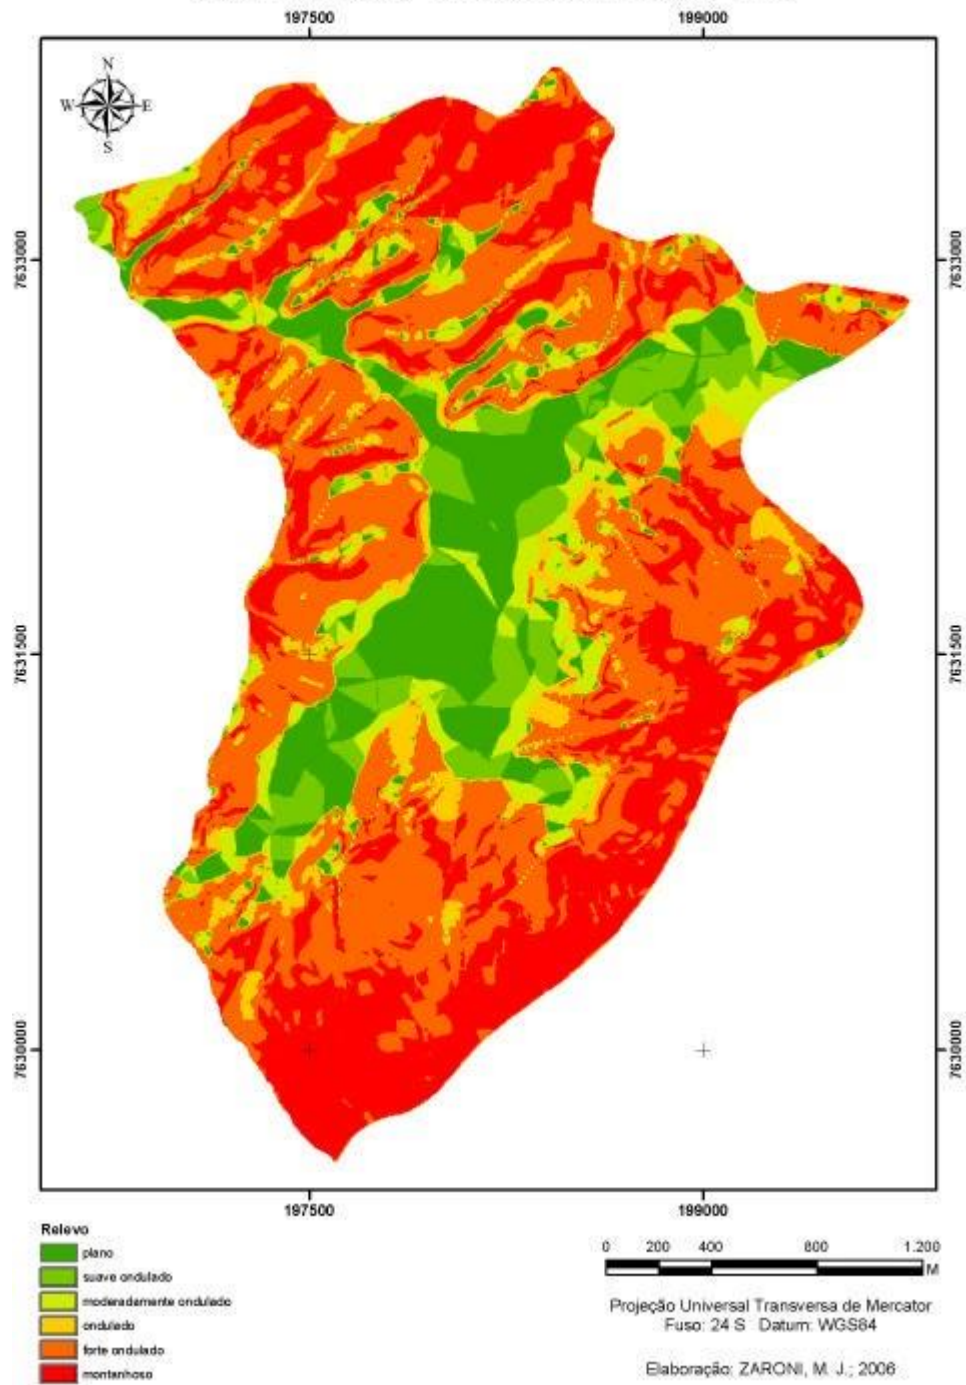 197500 199000
N
W E
S
7633000 7633000
7631500 7631500
7630000 7630000
197500 199000
Relevo
plano
suave ondulado
moderadamente ondulado
ondulado
forte ondulado
montanhoso
0 200 400 800 1.200
M
Projeção Universal Transversa de Mercator
Fuso: 24 S Datum: WGS84
Elaboração: ZARONI, M. J.; 2006